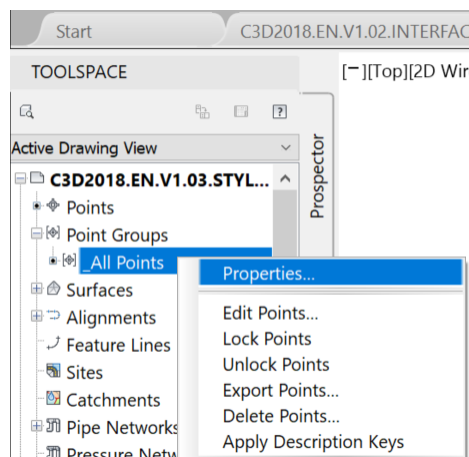 Start
C3D2018.EN.V1.02.INTERFAC
TOOLSPACE
[−][Top][2D Wir
?
Active Drawing View
Prospector
C3D2018.EN.V1.03.STYL...
Points
Point Groups
_All Points
Properties...
Surfaces
Edit Points...
Alignments
Lock Points
Feature Lines
Unlock Points
Sites
Export Points...
Catchments
Delete Points...
Pipe Networks
Apply Description Keys
Pressure Netw